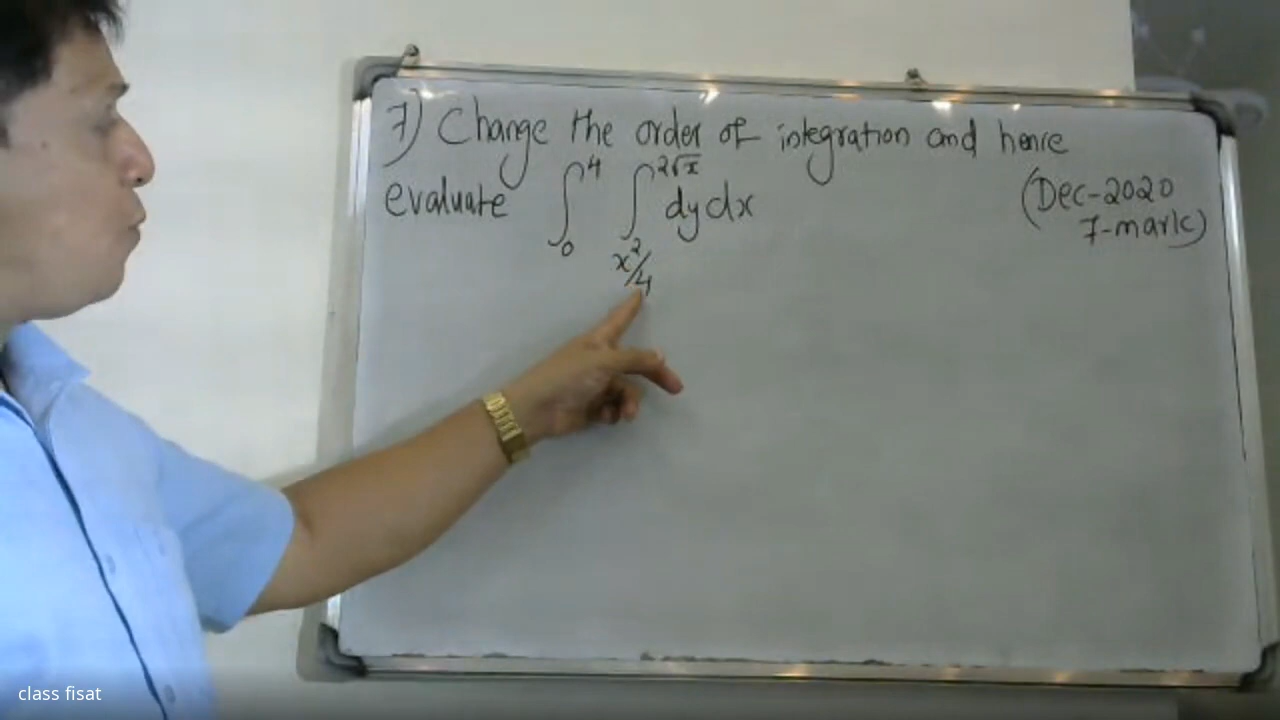 7) Change the order of integration and hence
evaluate ∫₀⁴ ∫_{x²/4}^{2√x} dy dx
(Dec-2020
7-mark)
class fisat